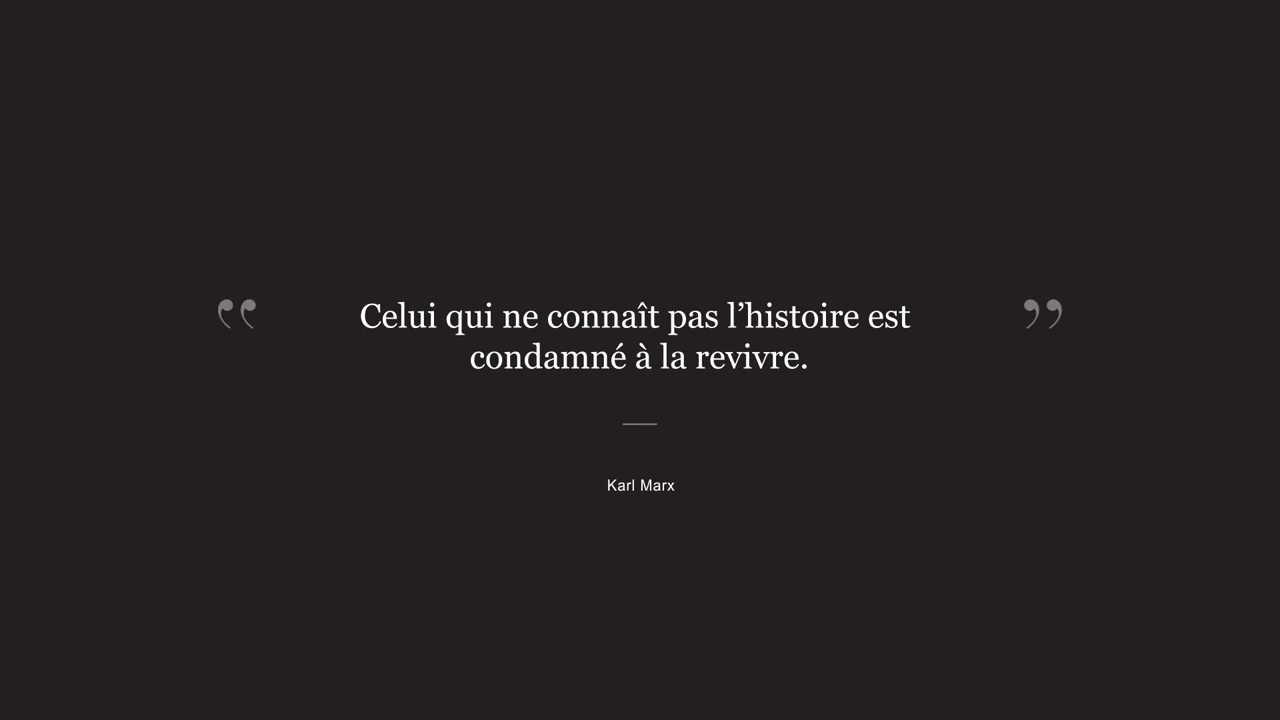 “ Celui qui ne connaît pas l’histoire est ”
condamné à la revivre.
Karl Marx